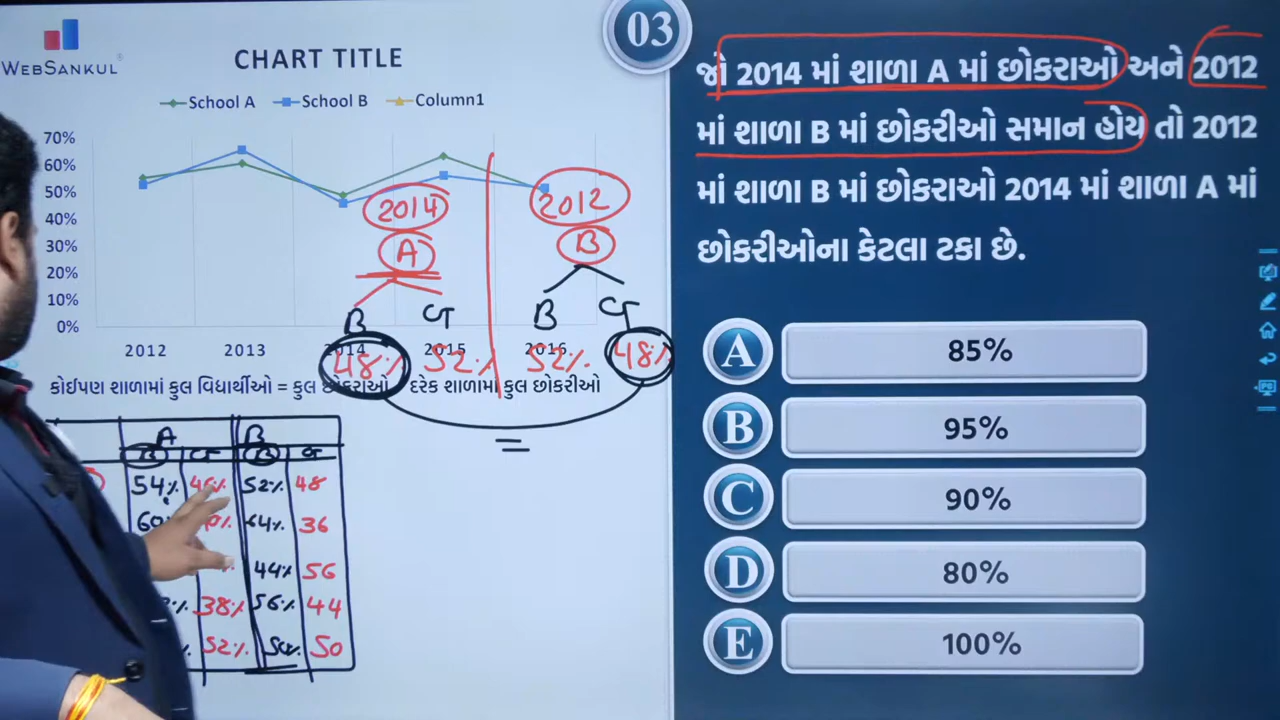 WEBSANKUL
CHART TITLE
School A School B Column1
70%
60%
50%
40%
30%
20%
10%
0%
2012 2013 2014 2015 2016
2014
A
B G
48% 52%
2012
B
B G
52% 48%
=
કોઈપણ શાળામાં કુલ વિદ્યાર્થીઓ = કુલ છોકરાઓ દરેક શાળામાં કુલ છોકરીઓ
A B
B G B G
54% 46% 52% 48
64% 36
44% 56
38% 56% 44
52% 50% 50
03
જો 2014 માં શાળા A માં છોકરાઓ અને 2012
માં શાળા B માં છોકરીઓ સમાન હોય તો 2012
માં શાળા B માં છોકરાઓ 2014 માં શાળા A માં
છોકરીઓના કેટલા ટકા છે.
A 85%
B 95%
C 90%
D 80%
E 100%